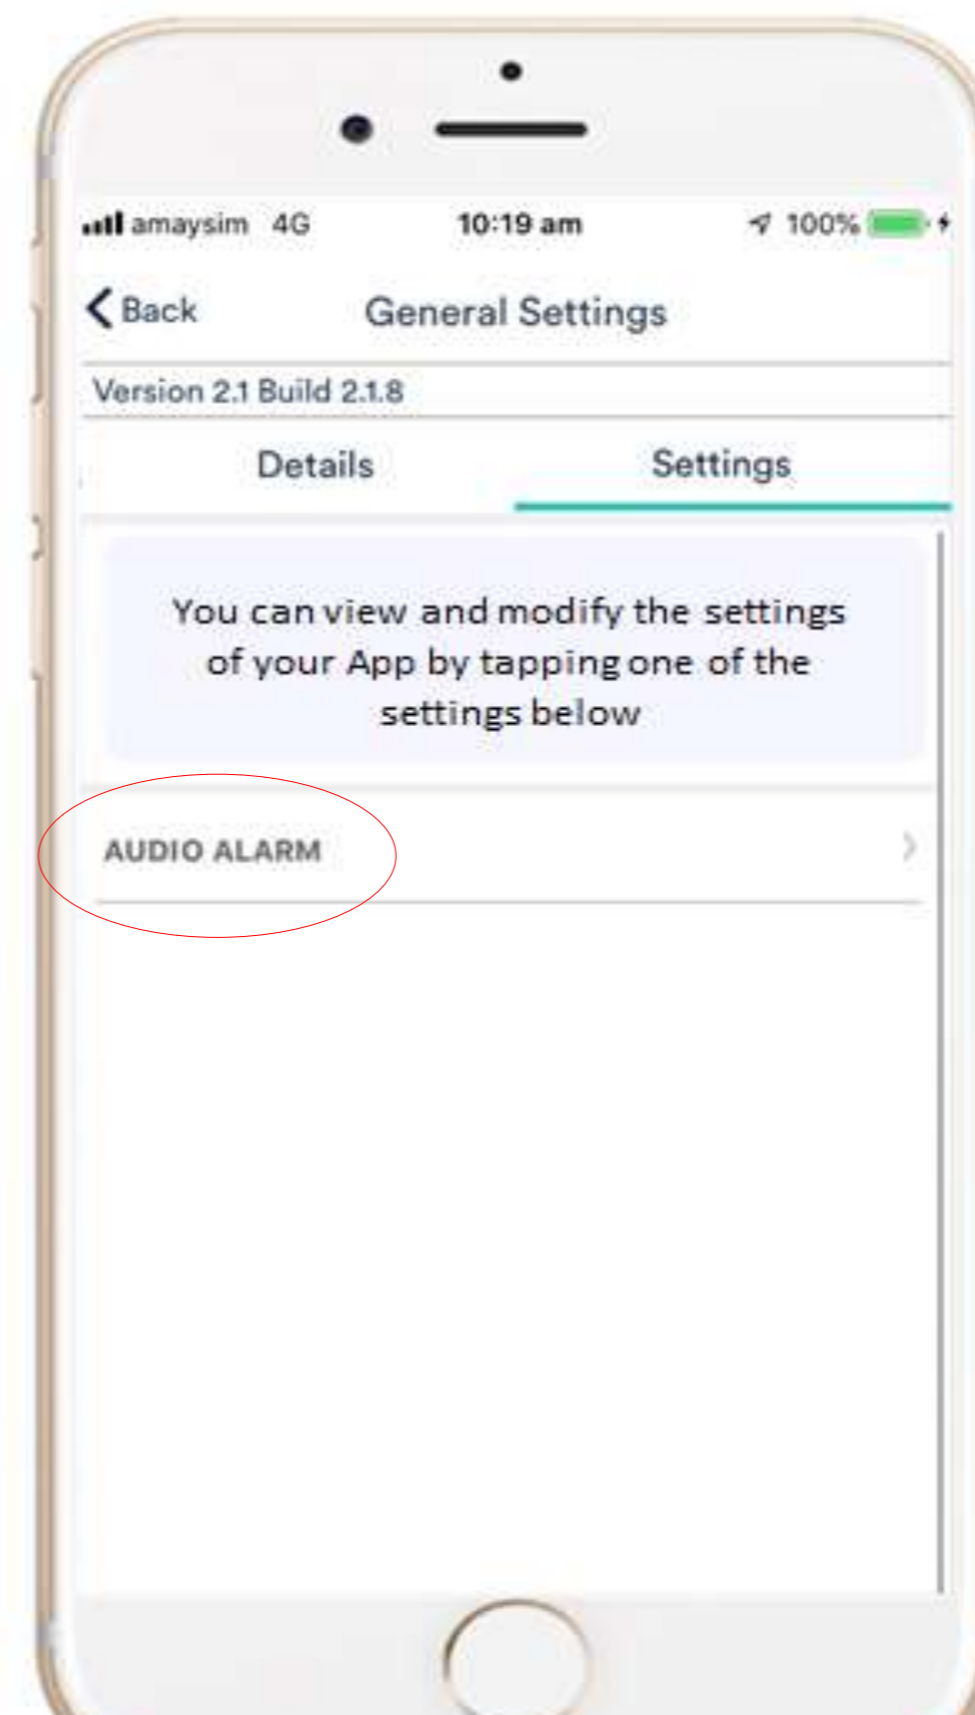 amaysim 4G 10:19 am 100%
Back General Settings
Version 2.1 Build 2.1.8
Details Settings
You can view and modify the settings
of your App by tapping one of the
settings below
AUDIO ALARM